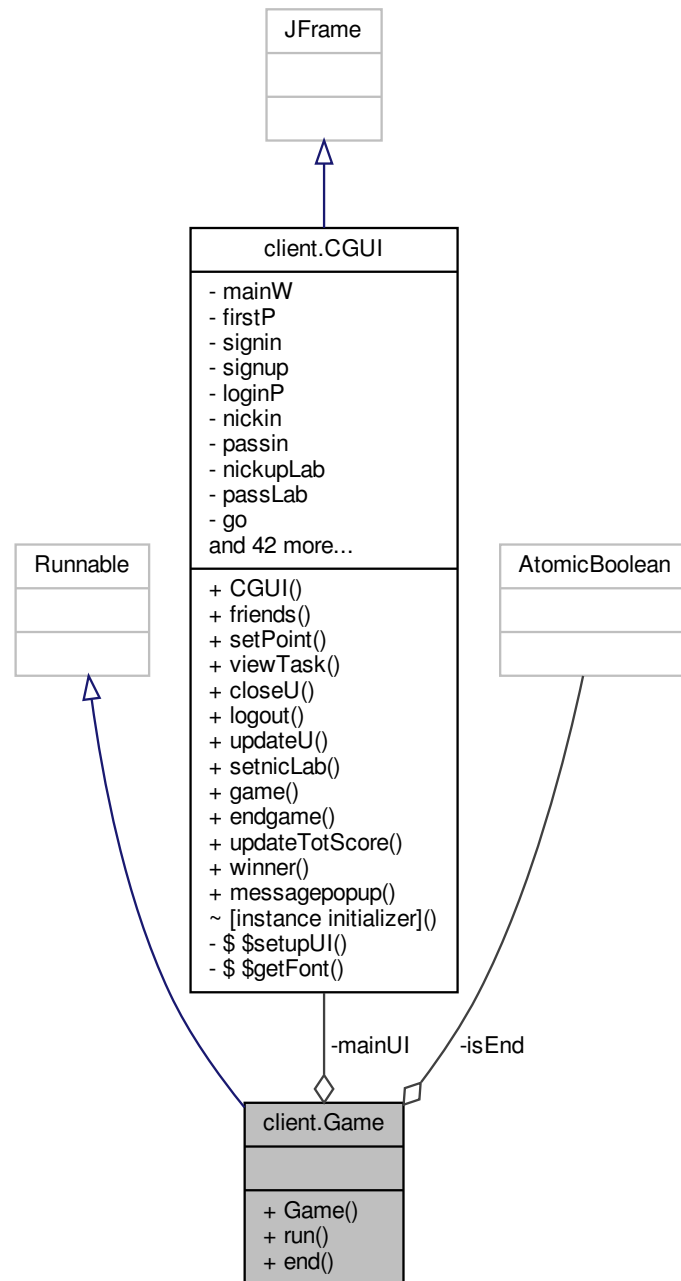 JFrame
client.CGUI
- mainW
- firstP
- signin
- signup
- loginP
- nickin
- passin
- nickupLab
- passLab
- go
and 42 more...
+ CGUI()
+ friends()
+ setPoint()
+ viewTask()
+ closeU()
+ logout()
+ updateU()
+ setnicLab()
+ game()
+ endgame()
+ updateTotScore()
+ winner()
+ messagepopup()
~ [instance initializer]()
- $ $setupUI()
- $ $getFont()
Runnable
AtomicBoolean
-mainUI
-isEnd
client.Game
+ Game()
+ run()
+ end()